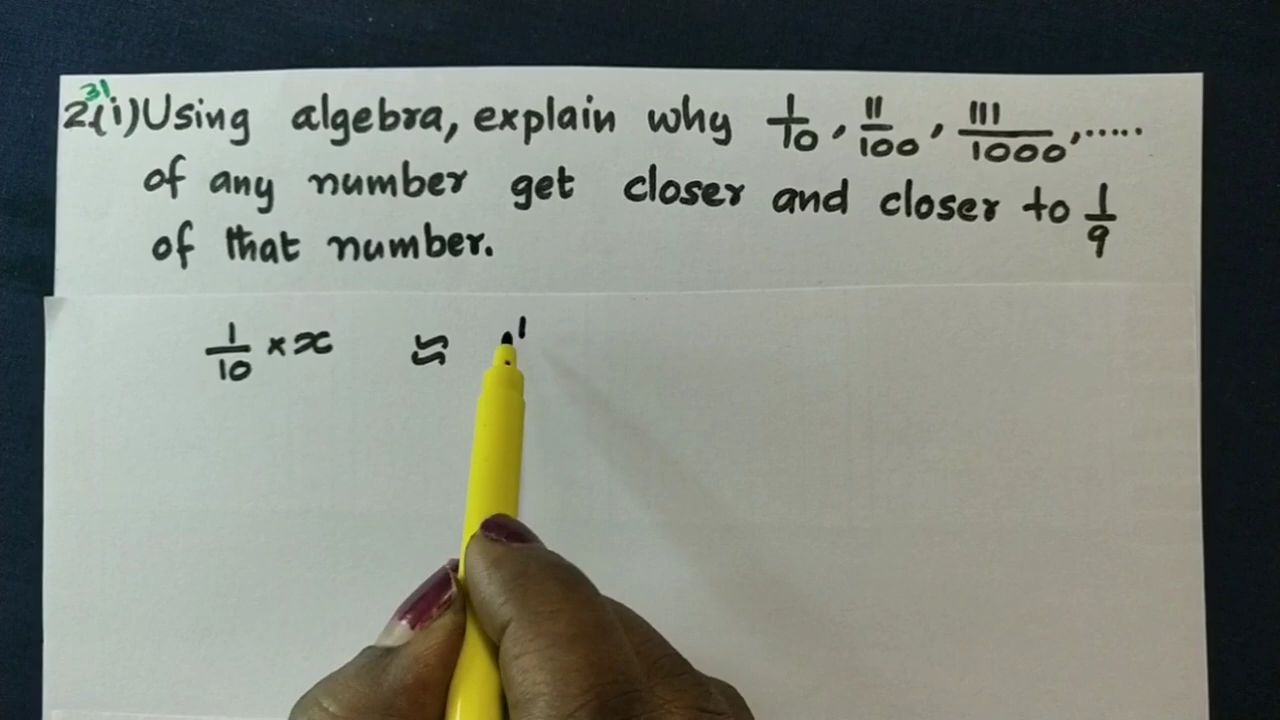 31
2.(i) Using algebra, explain why 1/10, 11/100, 111/1000, .....
of any number get closer and closer to 1/9
of that number.
1/10 × x ≈ 1